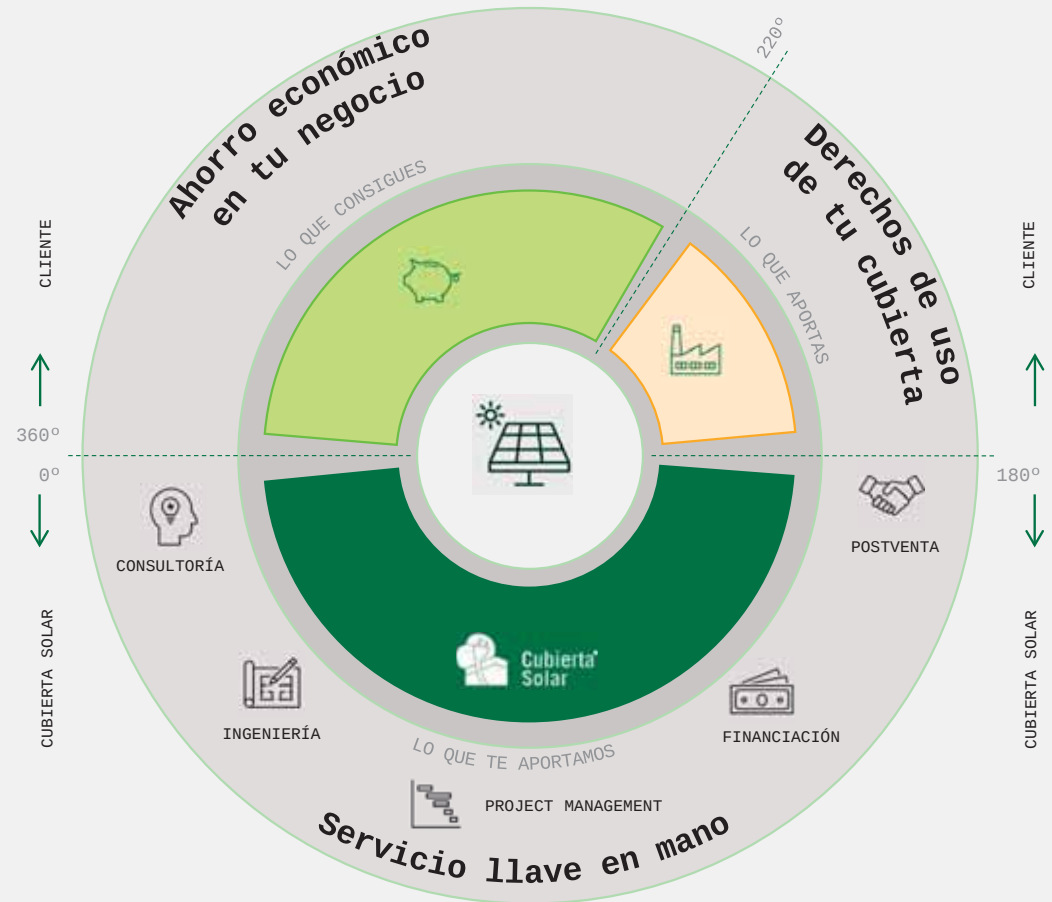 Ahorro económico
en tu negocio
LO QUE CONSIGUES
220º
Derechos de uso
de tu cubierta
LO QUE APORTAS
CLIENTE
CLIENTE
360º
0º
180º
CUBIERTA SOLAR
CUBIERTA SOLAR
CONSULTORÍA
POSTVENTA
Cubierta
Solar
INGENIERÍA
FINANCIACIÓN
LO QUE TE APORTAMOS
PROJECT MANAGEMENT
Servicio llave en mano